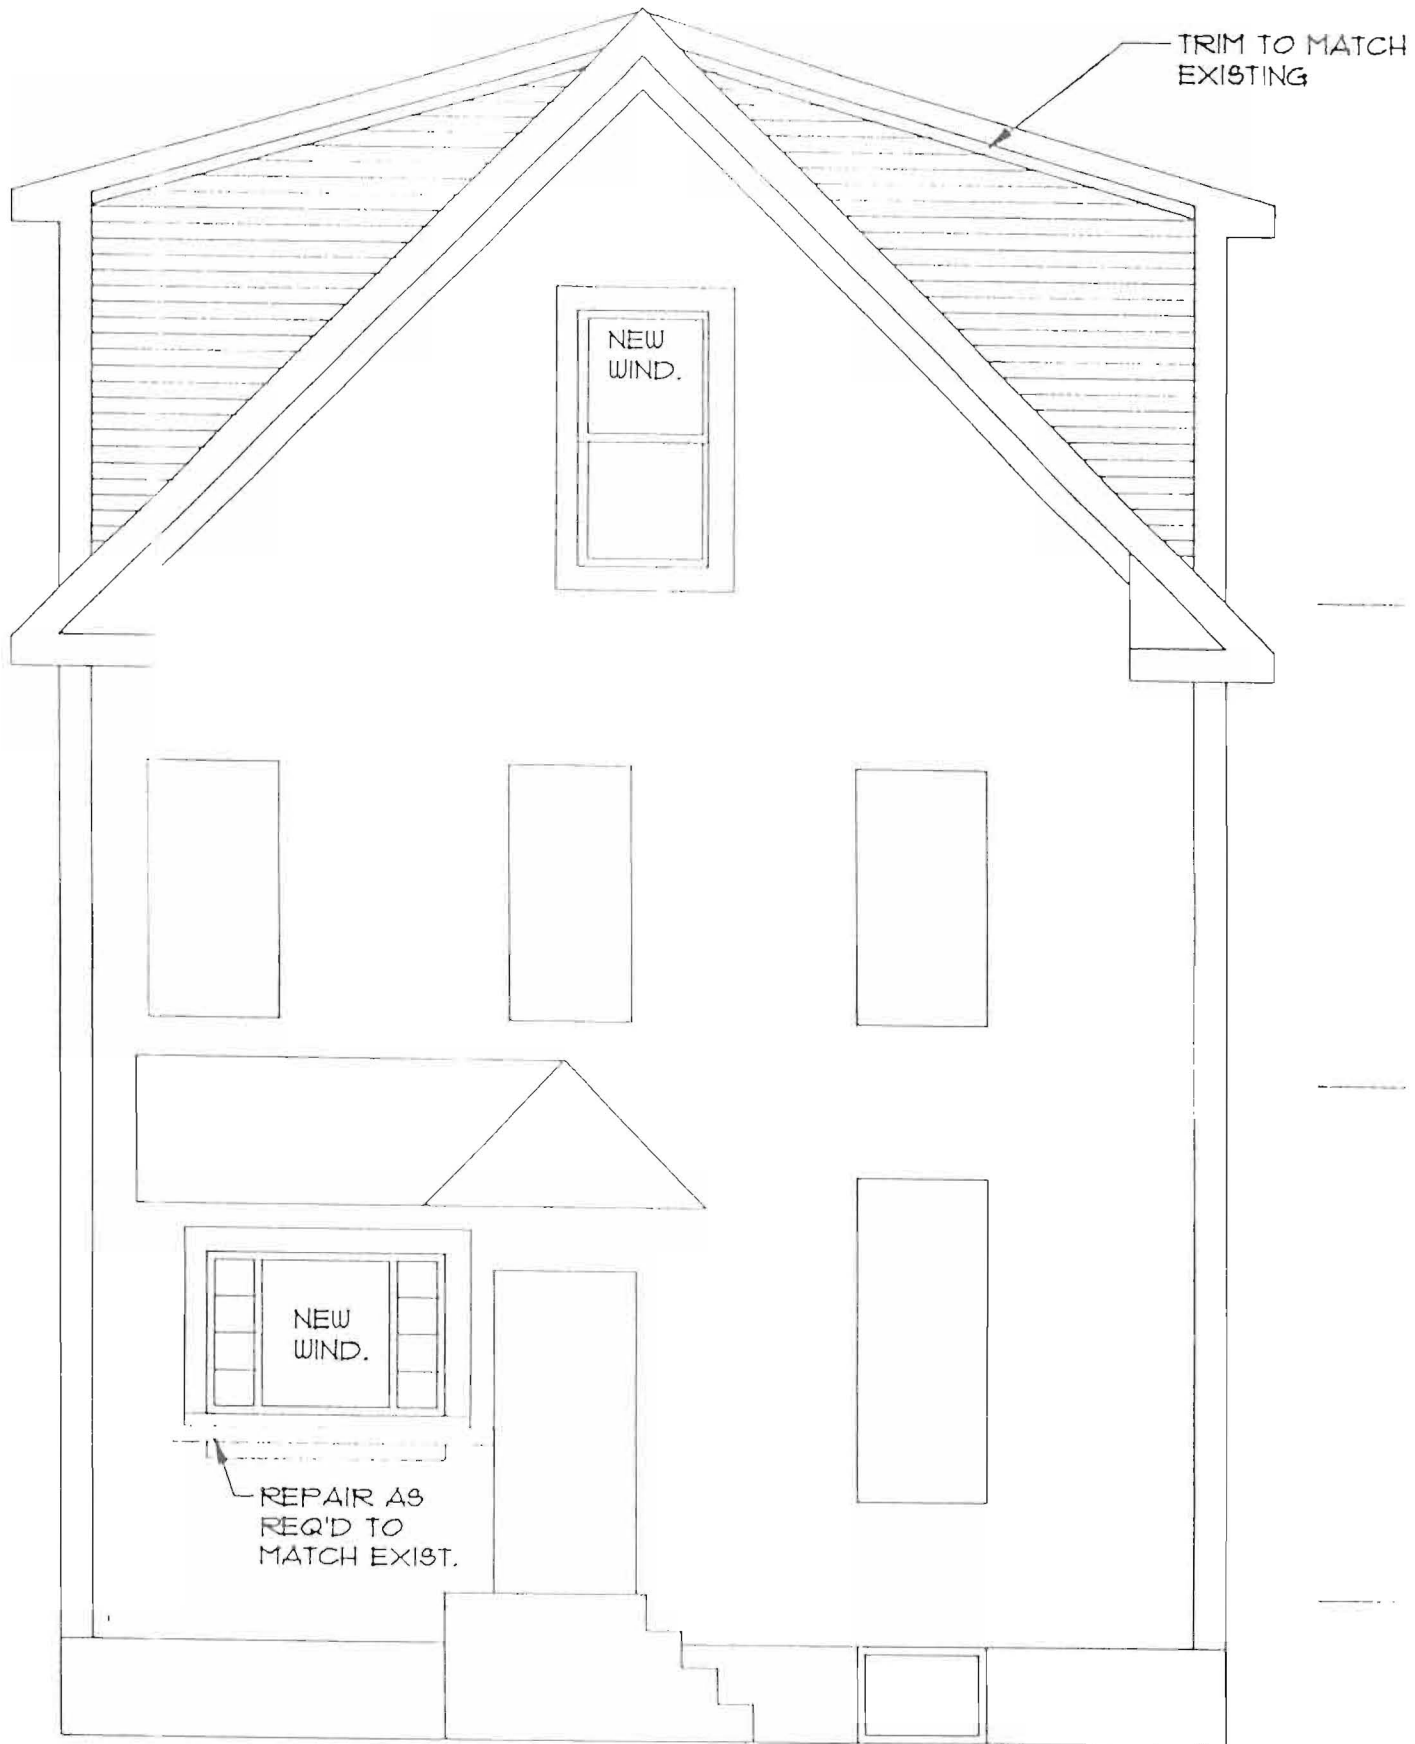 TRIM TO MATCH
EXISTING
NEW
WIND.
NEW
WIND.
REPAIR AS
REQ'D TO
MATCH EXIST.